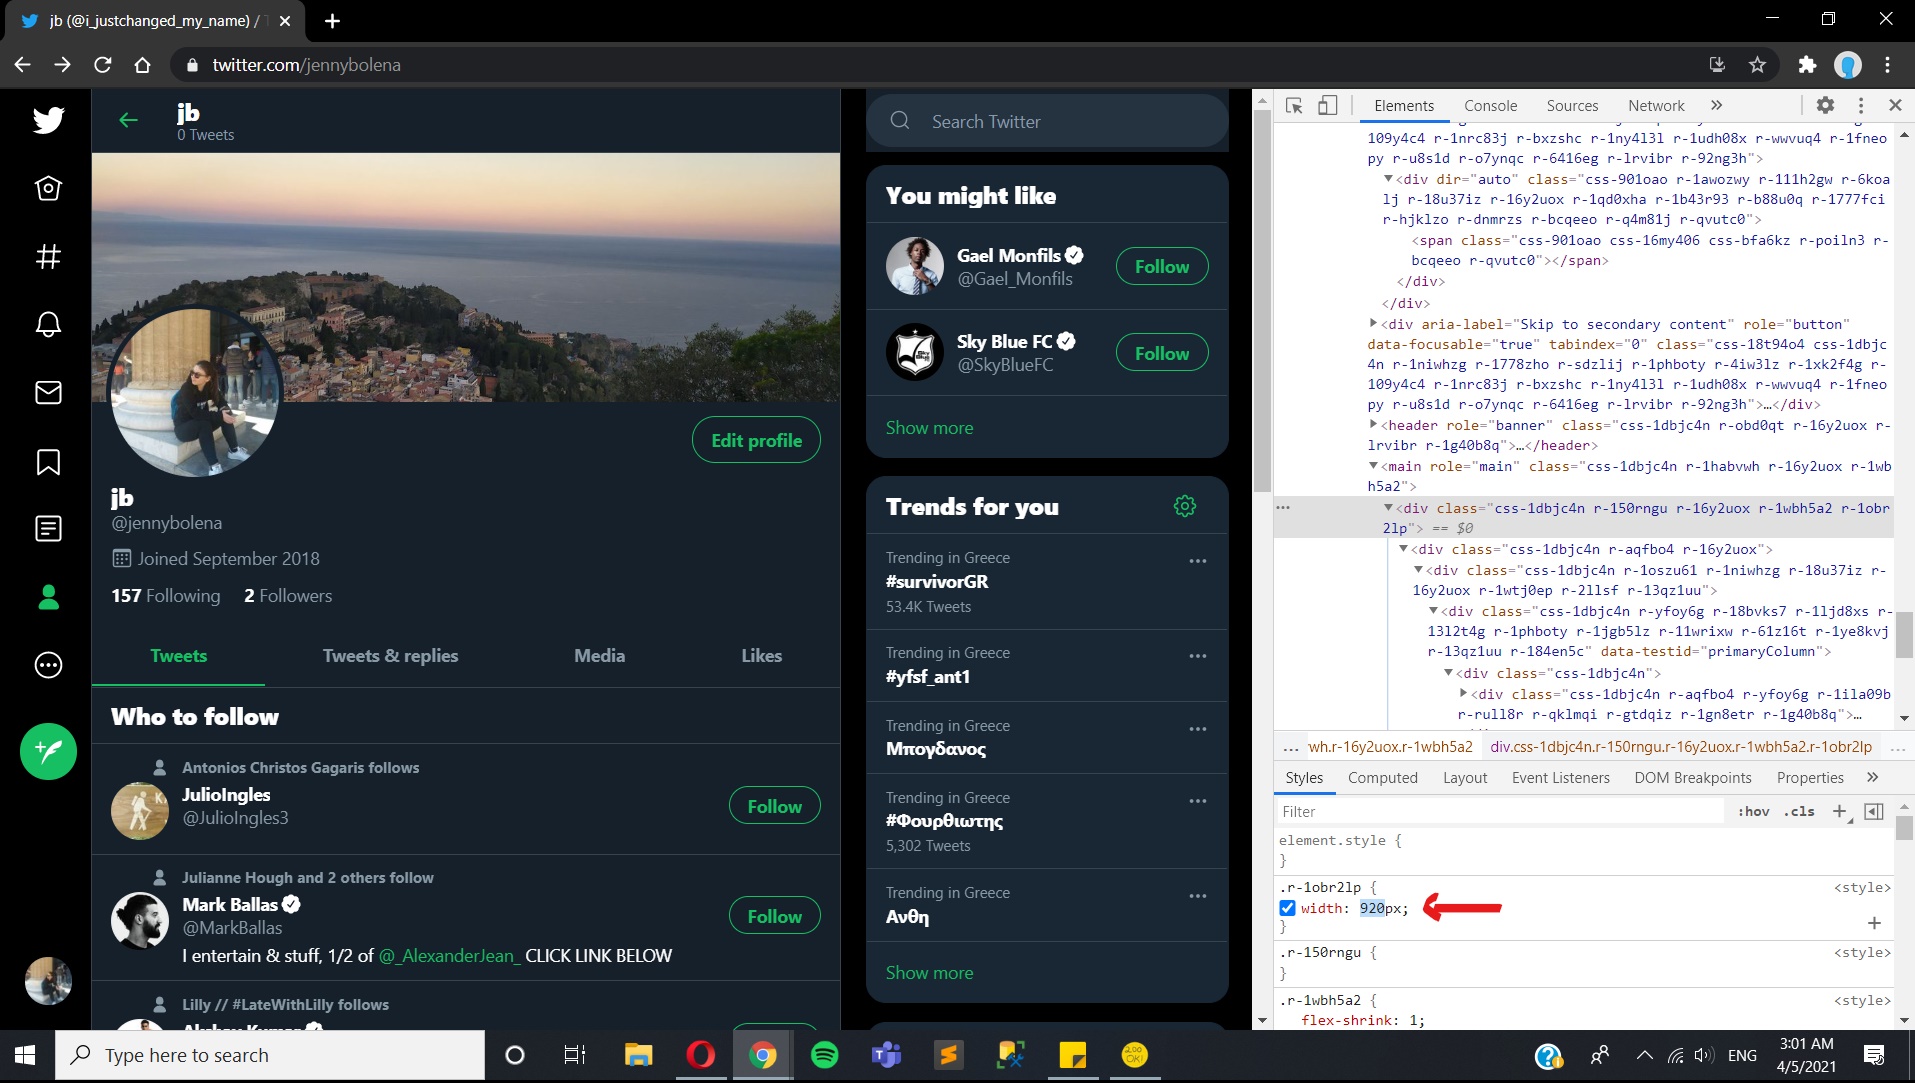 jb (@i_justchanged_my_name) /
twitter.com/jennybolena
jb
0 Tweets
Edit profile
jb
@jennybolena
Joined September 2018
157 Following 2 Followers
Tweets Tweets & replies Media Likes
Who to follow
Antonios Christos Gagaris follows
JulioIngles
@JulioIngles3
Follow
Julianne Hough and 2 others follow
Mark Ballas
@MarkBallas
Follow
I entertain & stuff, 1/2 of @_AlexanderJean_ CLICK LINK BELOW
Lilly // #LateWithLilly follows
Search Twitter
You might like
Gael Monfils
@Gael_Monfils
Follow
Sky Blue FC
@SkyBlueFC
Follow
Show more
Trends for you
Trending in Greece
#survivorGR
53.4K Tweets
Trending in Greece
#yfsf_ant1
Trending in Greece
Μπογδανος
Trending in Greece
#Φουρθιωτης
5,302 Tweets
Trending in Greece
Ανθη
Show more
Elements Console Sources Network »
109y4c4 r-1nrc83j r-bxzshc r-1ny4l3l r-1udh08x r-wwvuq4 r-1fneo
py r-u8s1d r-o7ynqc r-6416eg r-lrvibr r-92ng3h">
<div dir="auto" class="css-901oao r-1awozwy r-111h2gw r-6koa
lj r-18u37iz r-16y2uox r-1qd0xha r-1b43r93 r-b88u0q r-1777fci
r-hjklzo r-dnmrzs r-bcqeeo r-q4m81j r-qvutc0">
<span class="css-901oao css-16my406 css-bfa6kz r-poiln3 r-
bcqeeo r-qvutc0"></span>
</div>
</div>
<div aria-label="Skip to secondary content" role="button"
data-focusable="true" tabindex="0" class="css-18t94o4 css-1dbjc
4n r-1niwhzg r-1778zho r-sdzlij r-1phboty r-4iw3lz r-1xk2f4g r-
109y4c4 r-1nrc83j r-bxzshc r-1ny4l3l r-1udh08x r-wwvuq4 r-1fneo
py r-u8s1d r-o7ynqc r-6416eg r-lrvibr r-92ng3h">…</div>
<header role="banner" class="css-1dbjc4n r-obd0qt r-16y2uox r-
lrvibr r-1g40b8q">…</header>
<main role="main" class="css-1dbjc4n r-1habvwh r-16y2uox r-1wb
h5a2">
<div class="css-1dbjc4n r-150rngu r-16y2uox r-1wbh5a2 r-1obr
2lp"> == $0
<div class="css-1dbjc4n r-aqfbo4 r-16y2uox">
<div class="css-1dbjc4n r-1oszu61 r-1niwhzg r-18u37iz r-
16y2uox r-1wtj0ep r-2llsf r-13qz1uu">
<div class="css-1dbjc4n r-yfoy6g r-18bvks7 r-1ljd8xs r-
13l2t4g r-1phboty r-1jgb5lz r-11wrixw r-61z16t r-1ye8kvj
r-13qz1uu r-184en5c" data-testid="primaryColumn">
<div class="css-1dbjc4n">
<div class="css-1dbjc4n r-aqfbo4 r-yfoy6g r-1ila09b
r-rull8r r-qklmqi r-gtdqiz r-1gn8etr r-1g40b8q">…
... wh.r-16y2uox.r-1wbh5a2 div.css-1dbjc4n.r-150rngu.r-16y2uox.r-1wbh5a2.r-1obr2lp ...
Styles Computed Layout Event Listeners DOM Breakpoints Properties »
Filter :hov .cls +
element.style {
}
.r-1obr2lp { <style>
width: 920px;
}
.r-150rngu { <style>
}
.r-1wbh5a2 { <style>
flex-shrink: 1;
Type here to search
ENG
3:01 AM
4/5/2021